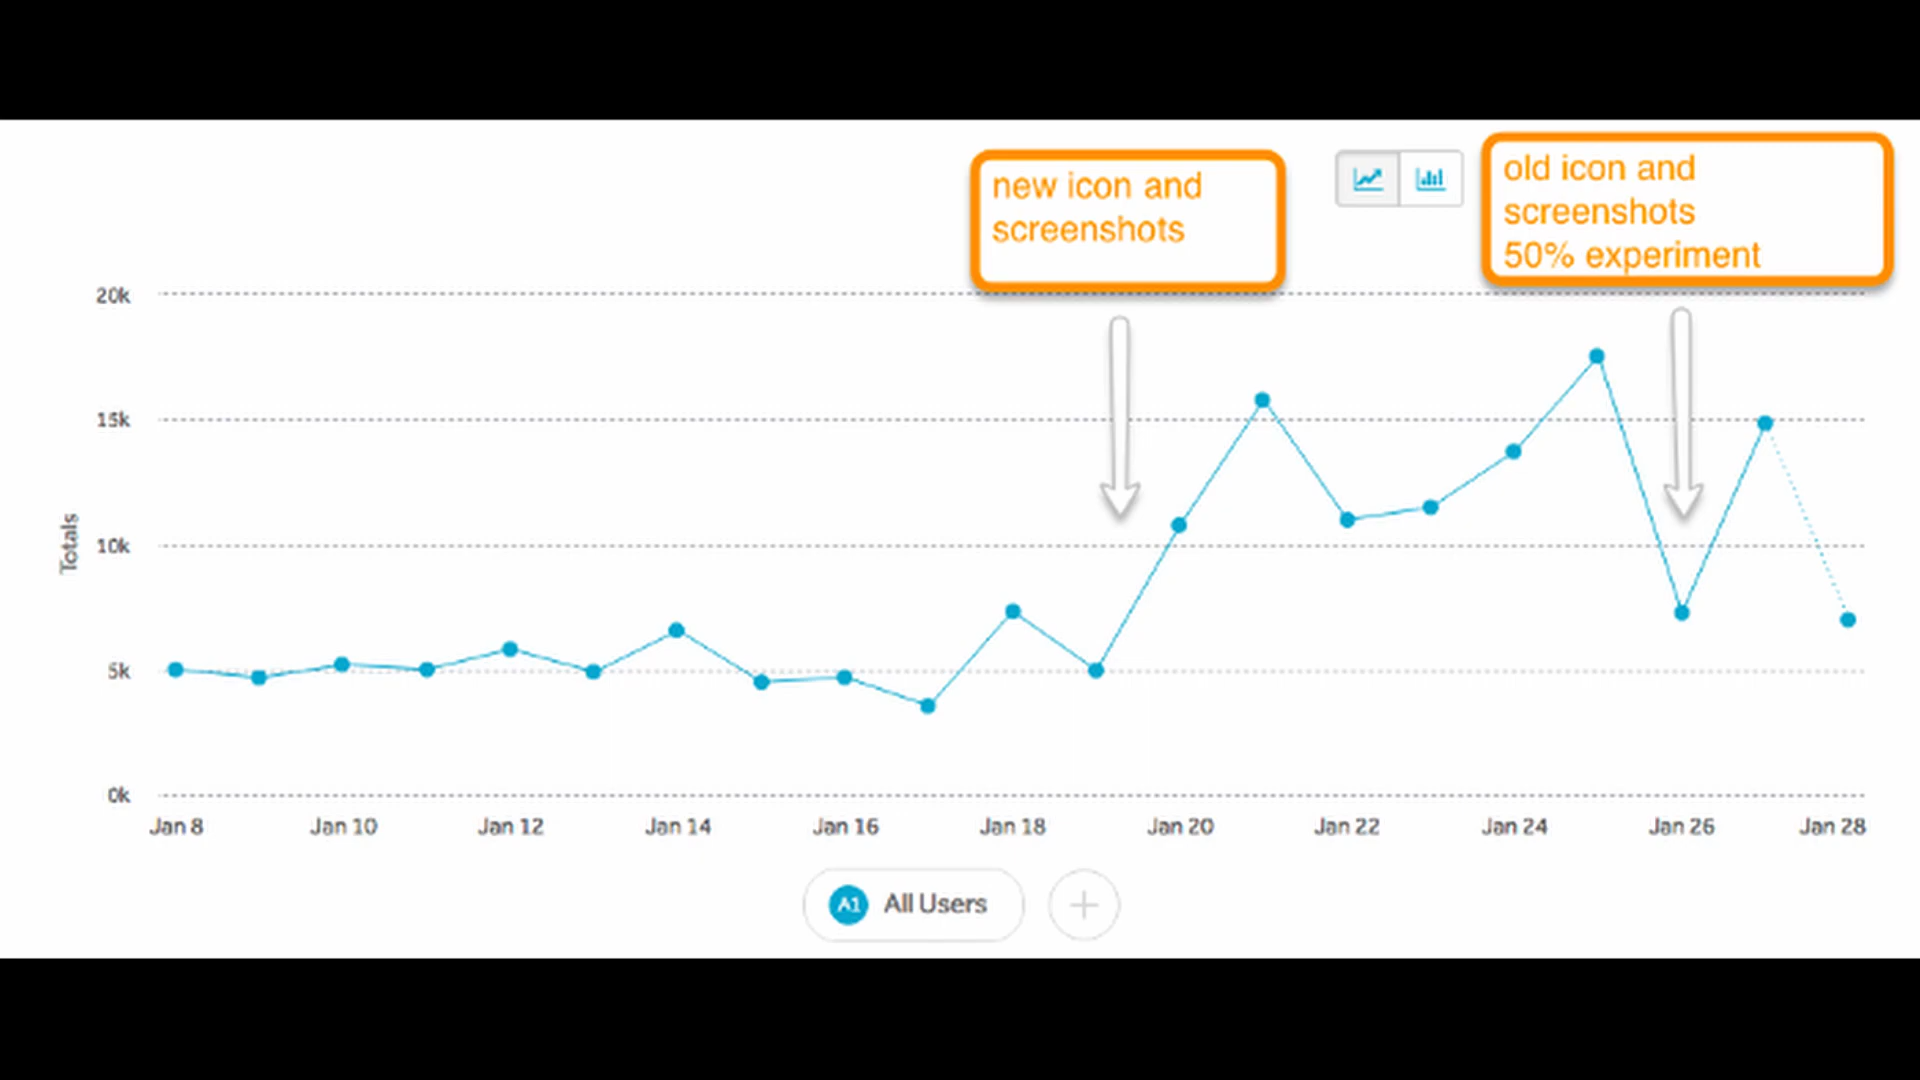 new icon and
screenshots
old icon and
screenshots
50% experiment
20k
15k
10k
5k
0k
Totals
Jan 8
Jan 10
Jan 12
Jan 14
Jan 16
Jan 18
Jan 20
Jan 22
Jan 24
Jan 26
Jan 28
A1 All Users